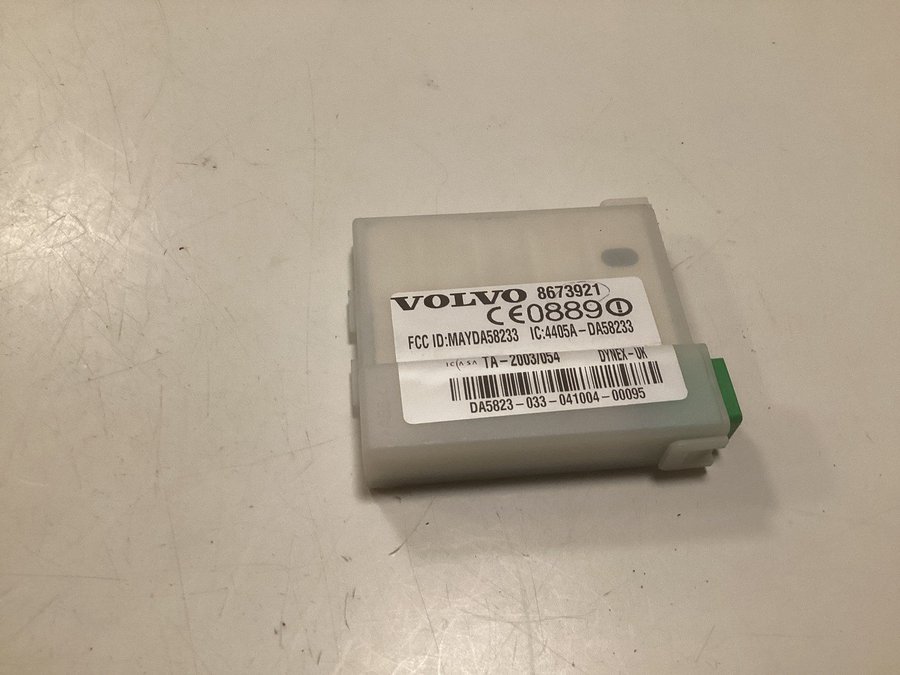 VOLVO 8673921
CE0889
FCC ID:MAYDA58233 IC:4405A-DA58233
TA-2003/054 DYNEX-UK
DA5823-033-041004-00095